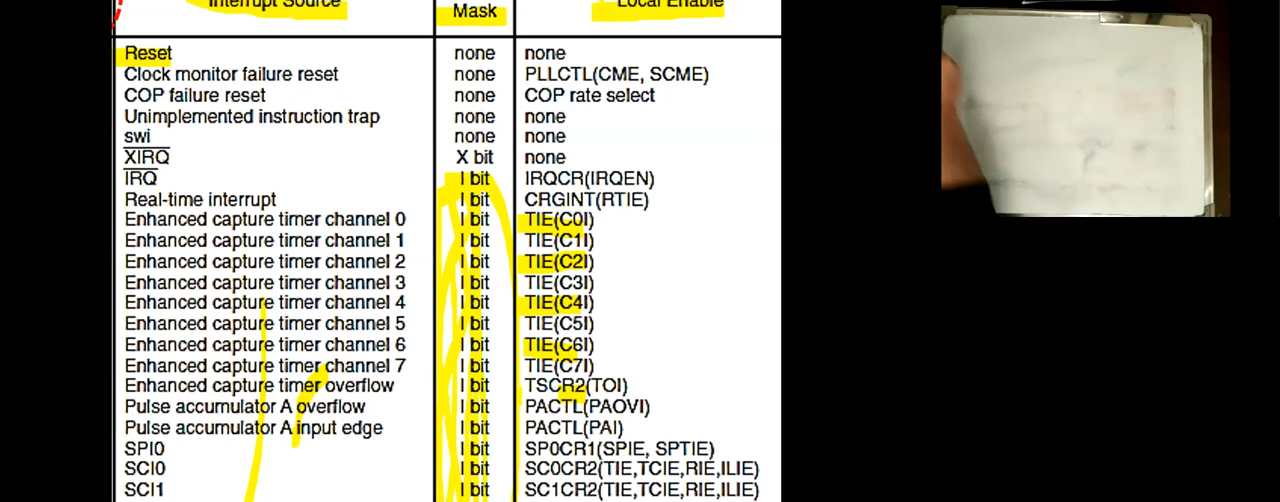 Interrupt Source Mask Local Enable
Reset none none
Clock monitor failure reset none PLLCTL(CME, SCME)
COP failure reset none COP rate select
Unimplemented instruction trap none none
swi none none
XIRQ X bit none
IRQ I bit IRQCR(IRQEN)
Real-time interrupt I bit CRGINT(RTIE)
Enhanced capture timer channel 0 I bit TIE(C0I)
Enhanced capture timer channel 1 I bit TIE(C1I)
Enhanced capture timer channel 2 I bit TIE(C2I)
Enhanced capture timer channel 3 I bit TIE(C3I)
Enhanced capture timer channel 4 I bit TIE(C4I)
Enhanced capture timer channel 5 I bit TIE(C5I)
Enhanced capture timer channel 6 I bit TIE(C6I)
Enhanced capture timer channel 7 I bit TIE(C7I)
Enhanced capture timer overflow I bit TSCR2(TOI)
Pulse accumulator A overflow I bit PACTL(PAOVI)
Pulse accumulator A input edge I bit PACTL(PAI)
SPI0 I bit SP0CR1(SPIE, SPTIE)
SCI0 I bit SC0CR2(TIE,TCIE,RIE,ILIE)
SCI1 I bit SC1CR2(TIE,TCIE,RIE,ILIE)